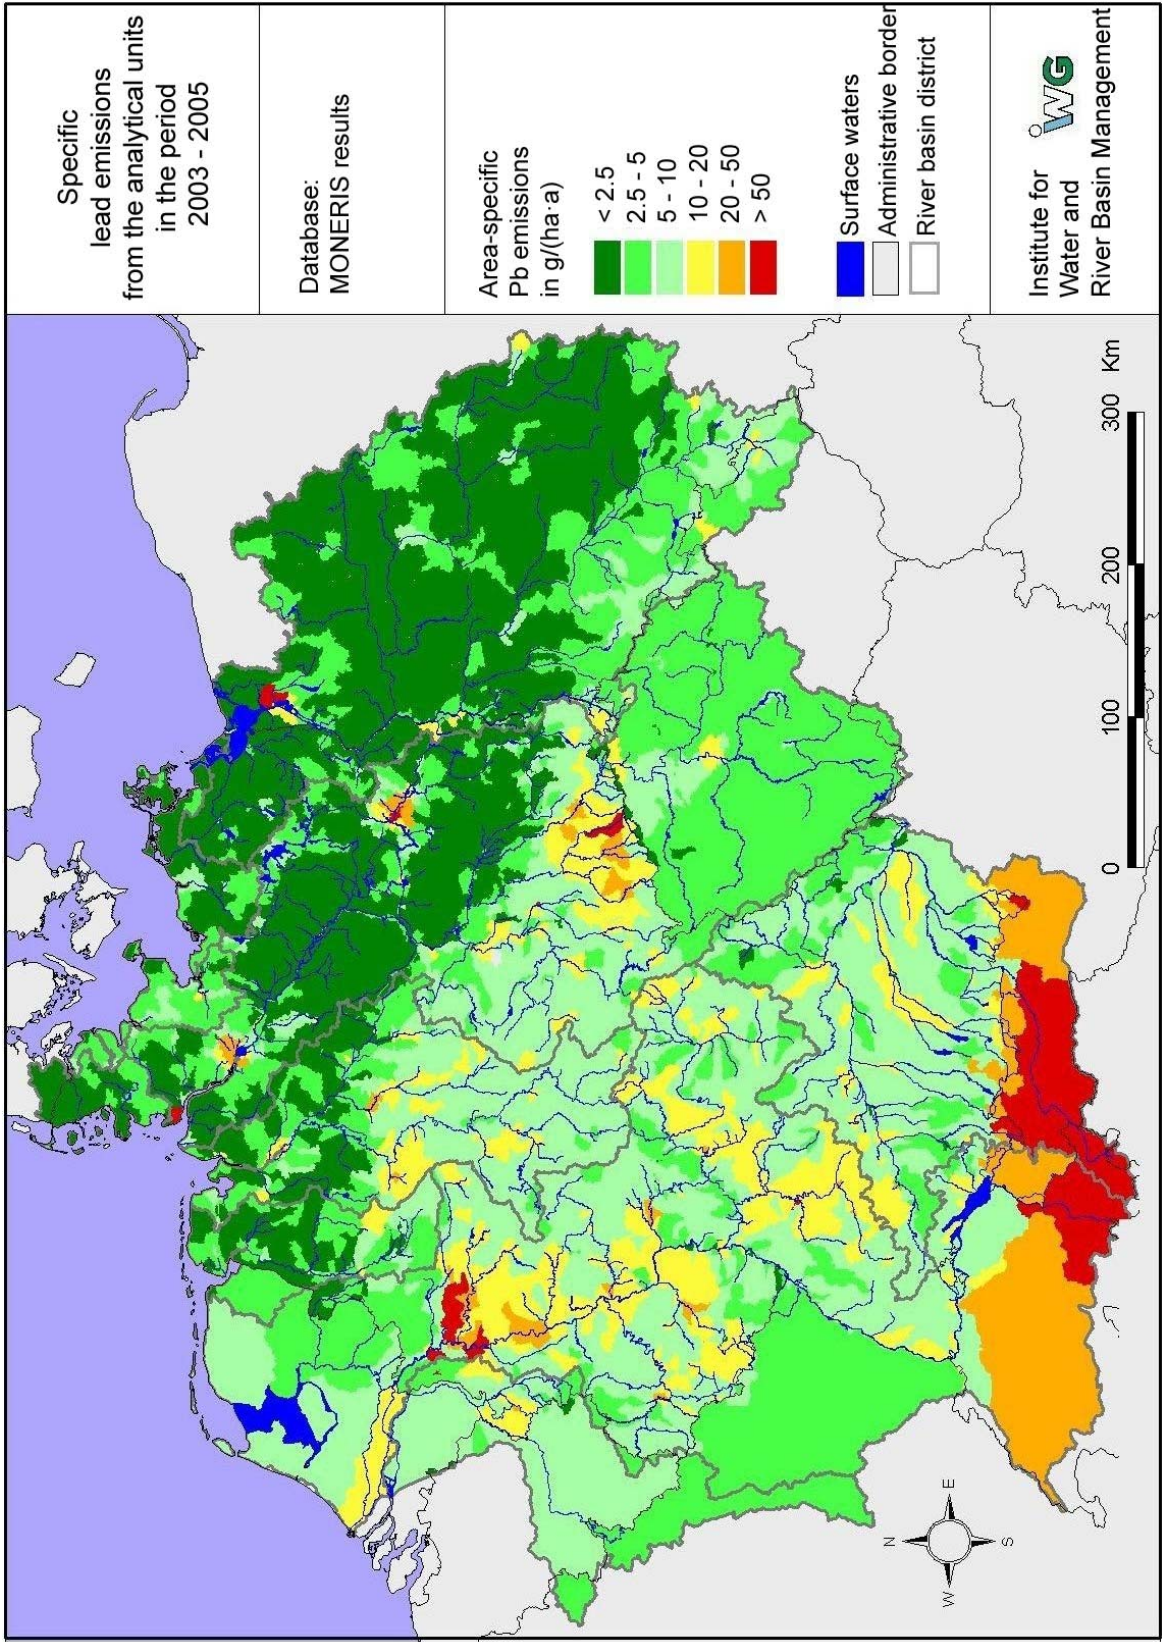 Specific
lead emissions
from the analytical units
in the period
2003 - 2005
Database:
MONERIS results
Area-specific
Pb emissions
in g/(ha·a)
< 2.5
2.5 - 5
5 - 10
10 - 20
20 - 50
> 50
Surface waters
Administrative border
River basin district
Institute for
Water and
River Basin Management
iWG
0 100 200 300 Km
N
W E
S